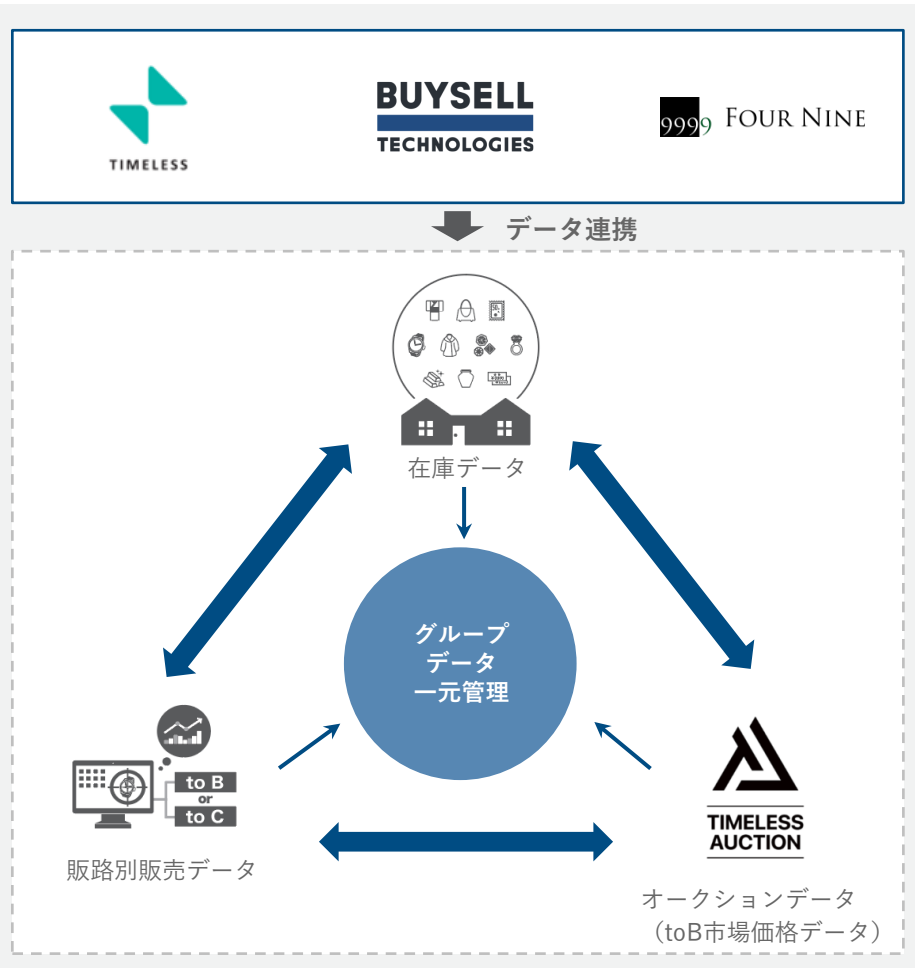 TIMELESS
BUYSELL
TECHNOLOGIES
9999 FOUR NINE
データ連携
在庫データ
グループ
データ
一元管理
to B
or
to C
販路別販売データ
TIMELESS
AUCTION
オークションデータ
（toB市場価格データ）